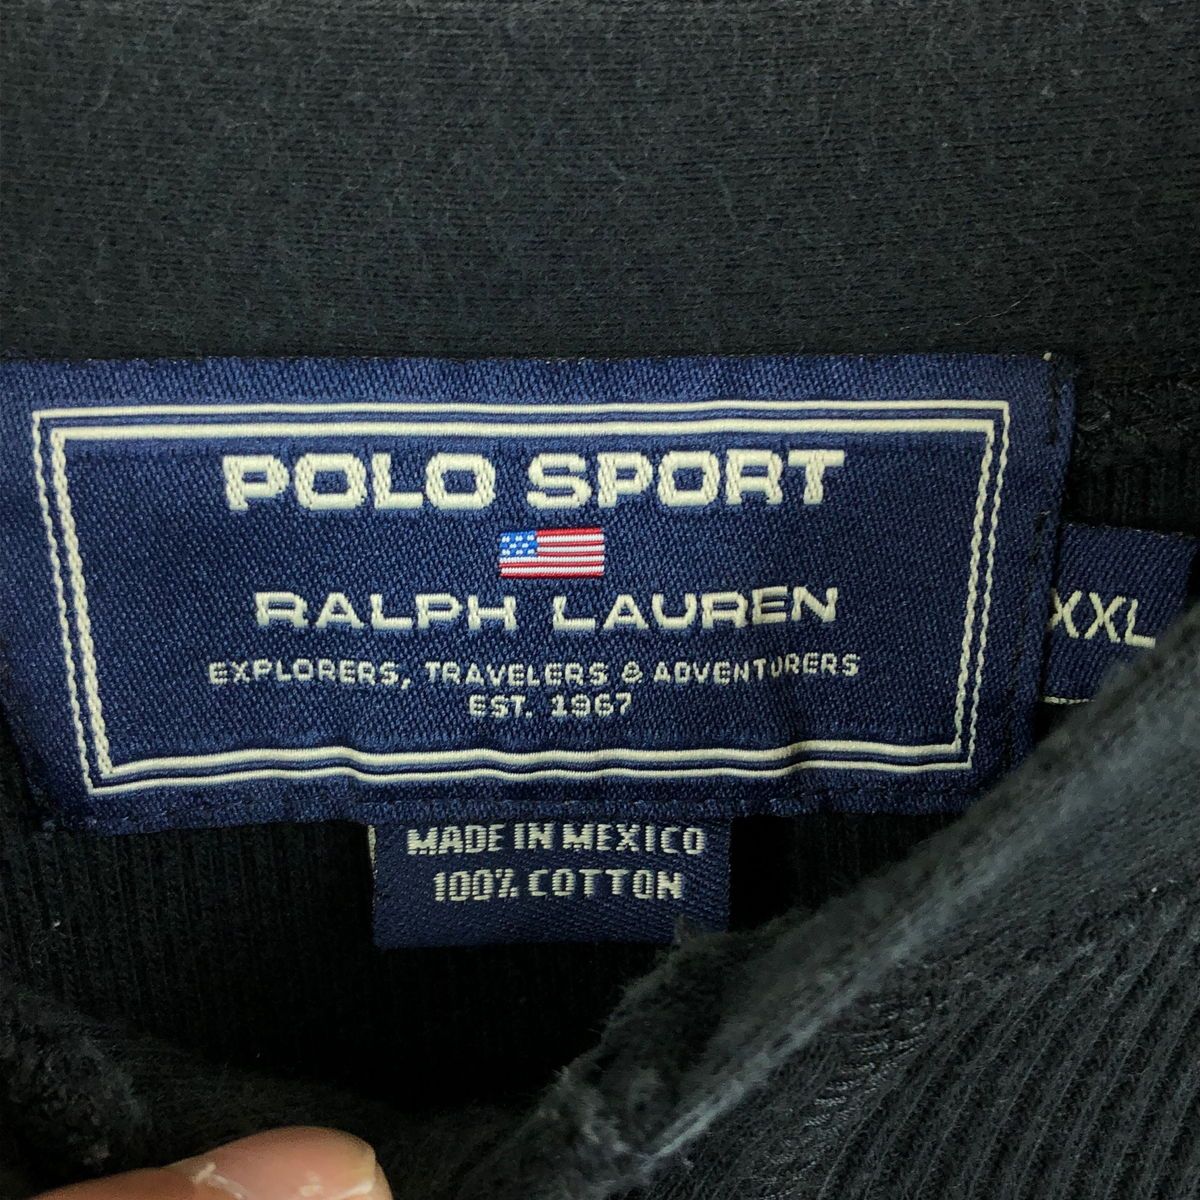 POLO SPORT
RALPH LAUREN
EXPLORERS, TRAVELERS & ADVENTURERS
EST. 1967
XXL
MADE IN MEXICO
100% COTTON